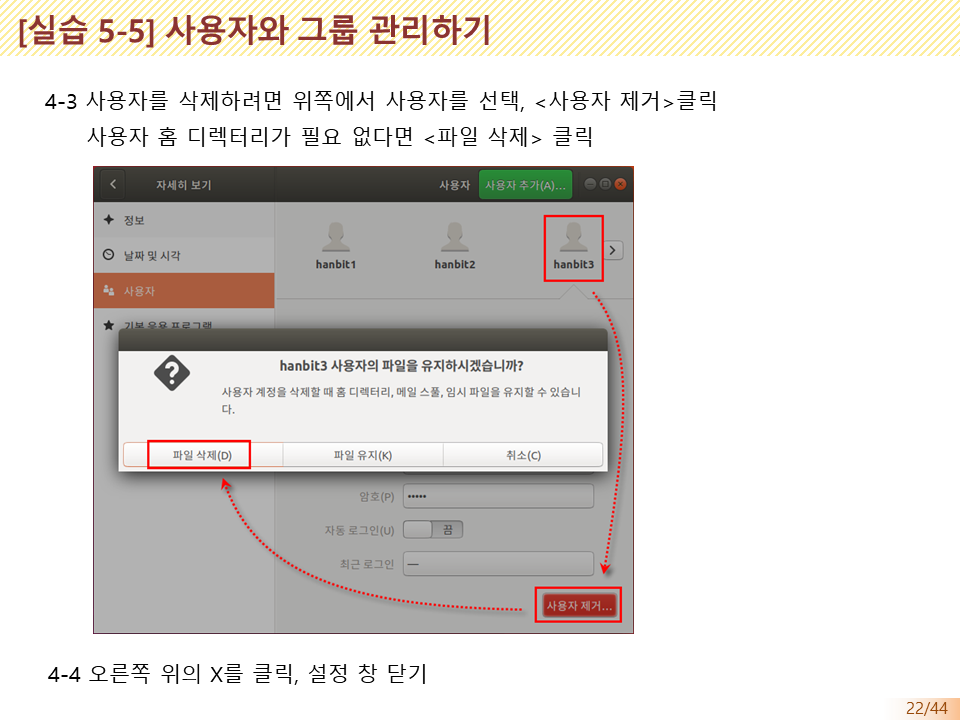 [실습 5-5] 사용자와 그룹 관리하기
4-3 사용자를 삭제하려면 위쪽에서 사용자를 선택, <사용자 제거>클릭
사용자 홈 디렉터리가 필요 없다면 <파일 삭제> 클릭
자세히 보기
사용자
사용자 추가(A)...
정보
날짜 및 시각
사용자
기본 응용 프로그램
hanbit1
hanbit2
hanbit3
hanbit3 사용자의 파일을 유지하시겠습니까?
사용자 계정을 삭제할 때 홈 디렉터리, 메일 스풀, 임시 파일을 유지할 수 있습니
다.
파일 삭제(D)
파일 유지(K)
취소(C)
암호(P)
•••••
자동 로그인(U)
끔
최근 로그인
—
사용자 제거...
4-4 오른쪽 위의 X를 클릭, 설정 창 닫기
22/44